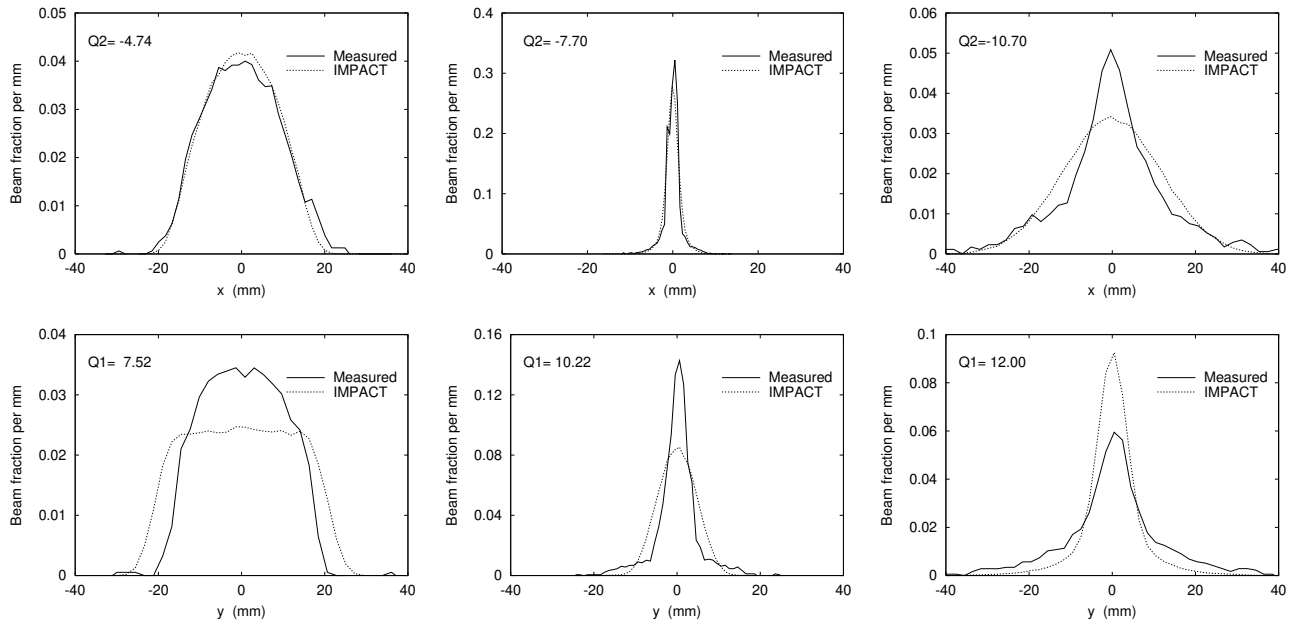 0.05
0.04
0.03
0.02
0.01
0
-40
-20
0
20
40
Beam fraction per mm
x (mm)
Q2= -4.74
Measured
IMPACT
0.4
0.3
0.2
0.1
0
-40
-20
0
20
40
Beam fraction per mm
x (mm)
Q2= -7.70
Measured
IMPACT
0.06
0.05
0.04
0.03
0.02
0.01
0
-40
-20
0
20
40
Beam fraction per mm
x (mm)
Q2=-10.70
Measured
IMPACT
0.04
0.03
0.02
0.01
0
-40
-20
0
20
40
Beam fraction per mm
y (mm)
Q1= 7.52
Measured
IMPACT
0.16
0.12
0.08
0.04
0
-40
-20
0
20
40
Beam fraction per mm
y (mm)
Q1= 10.22
Measured
IMPACT
0.1
0.08
0.06
0.04
0.02
0
-40
-20
0
20
40
Beam fraction per mm
y (mm)
Q1= 12.00
Measured
IMPACT